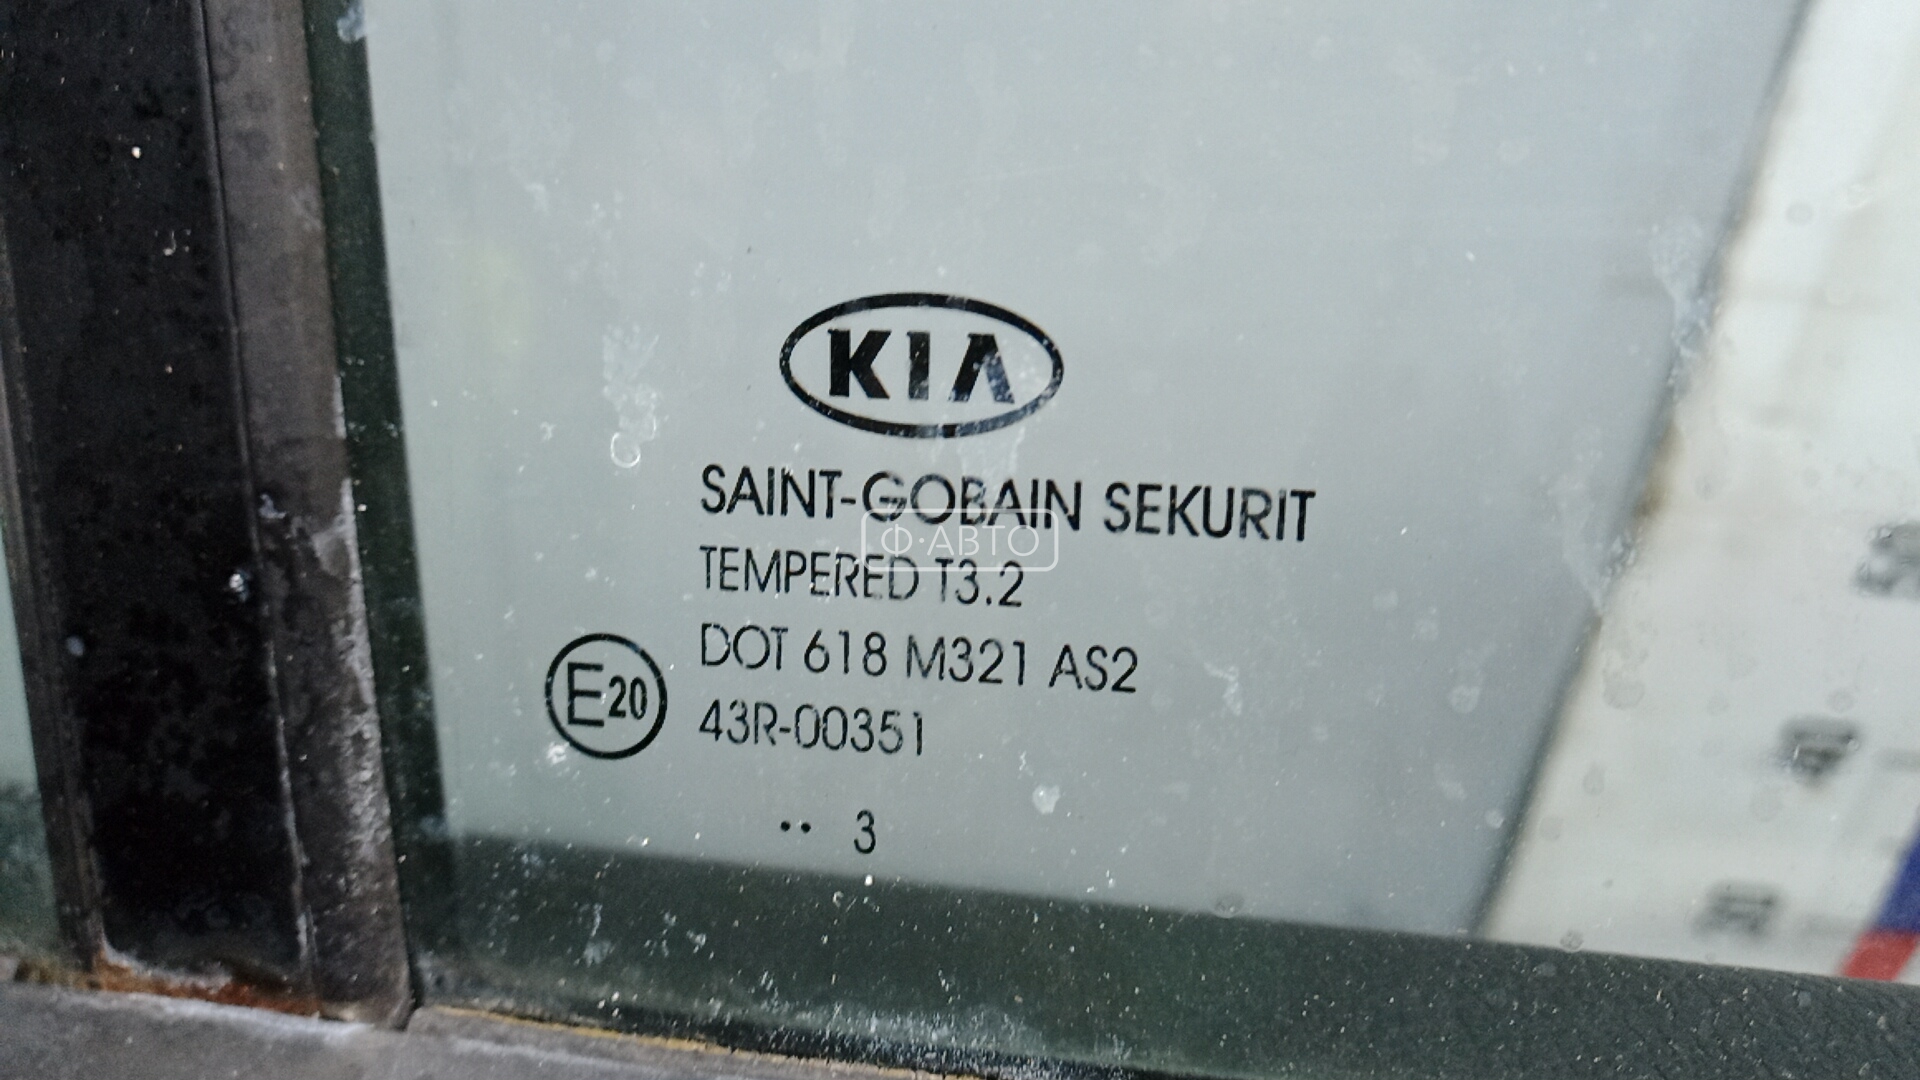 KIA
SAINT-GOBAIN SEKURIT
Ф·АВТО
TEMPERED T3.2
DOT 618 M321 AS2
E20
43R-00351
·· 3